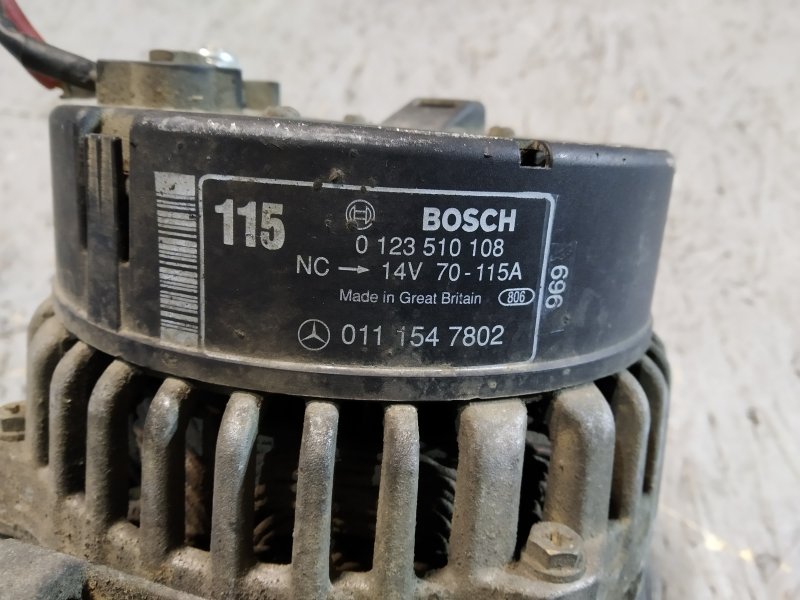 115 BOSCH
0 123 510 108
NC → 14V 70-115A
Made in Great Britain 806
969
011 154 7802